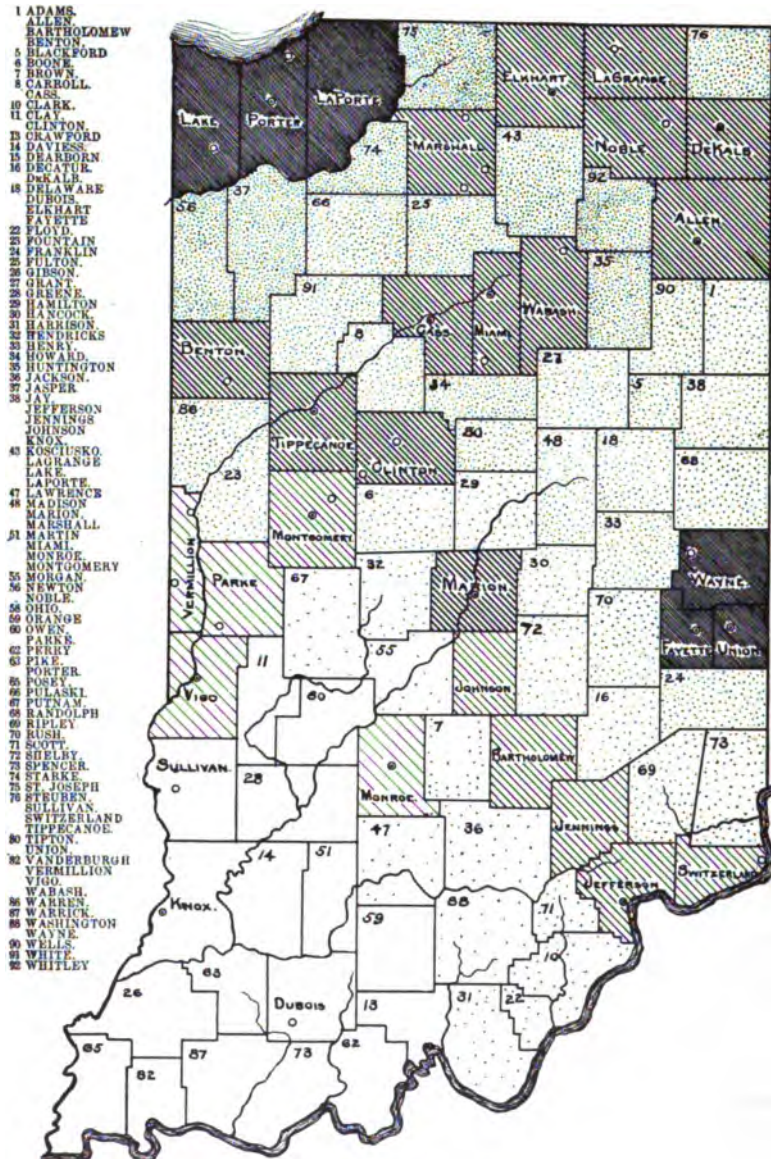 1 ADAMS.
ALLEN.
BARTHOLOMEW
BENTON.
5 BLACKFORD
6 BOONE.
7 BROWN.
8 CARROLL.
CASS.
10 CLARK.
11 CLAY.
CLINTON.
13 CRAWFORD
14 DAVIESS.
15 DEARBORN
16 DECATUR.
DEKALB.
18 DELAWARE
DUBOIS.
ELKHART
FAYETTE
22 FLOYD.
23 FOUNTAIN
24 FRANKLIN
25 FULTON.
26 GIBSON.
27 GRANT.
28 GREENE.
29 HAMILTON
30 HANCOCK.
31 HARRISON.
32 HENDRICKS
33 HENRY.
34 HOWARD.
35 HUNTINGTON
36 JACKSON.
37 JASPER
38 JAY.
JEFFERSON
JENNINGS
JOHNSON
KNOX.
43 KOSCIUSKO.
LAGRANGE
LAKE.
LAPORTE.
47 LAWRENCE
48 MADISON
MARION.
MARSHALL
51 MARTIN
MIAMI.
MONROE.
MONTGOMERY
55 MORGAN.
56 NEWTON
NOBLE.
58 OHIO.
59 ORANGE
60 OWEN.
PARKE.
62 PERRY
63 PIKE.
PORTER.
65 POSEY.
66 PULASKI.
67 PUTNAM.
68 RANDOLPH
69 RIPLEY.
70 RUSH.
71 SCOTT.
72 SHELBY.
73 SPENCER.
74 STARKE.
75 ST. JOSEPH
76 STEUBEN.
SULLIVAN.
SWITZERLAND
TIPPECANOE.
80 TIPTON.
UNION.
82 VANDERBURGH
VERMILLION
VIGO.
WABASH.
86 WARREN.
87 WARRICK.
88 WASHINGTON
WAYNE.
90 WELLS.
91 WHITE.
92 WHITLEY
75
76
ELKHART
LAGRANGE.
LAKE.
PORTER
LAPORTE.
MARSHALL
43
NOBLE.
DEKALB.
74
56
37
66
25
92
ALLEN
91
CASS.
MIAMI.
WABASH.
35
90
1
8
BENTON.
34
27
5
38
86
TIPPECANOE
CLINTON.
80
48
18
23
6
29
68
MONTGOMERY
33
VERMILLION
PARKE
67
32
MARION
30
WAYNE.
70
72
FAYETTE
UNION.
55
JOHNSON
11
VIGO
24
60
16
7
BARTHOLOMEW
73
SULLIVAN.
28
MONROE.
69
JENNINGS
47
36
14
51
JEFFERSON
SWITZERLAND
KNOX.
59
88
71
10
63
26
DUBOIS
13
31
22
65
82
87
73
62